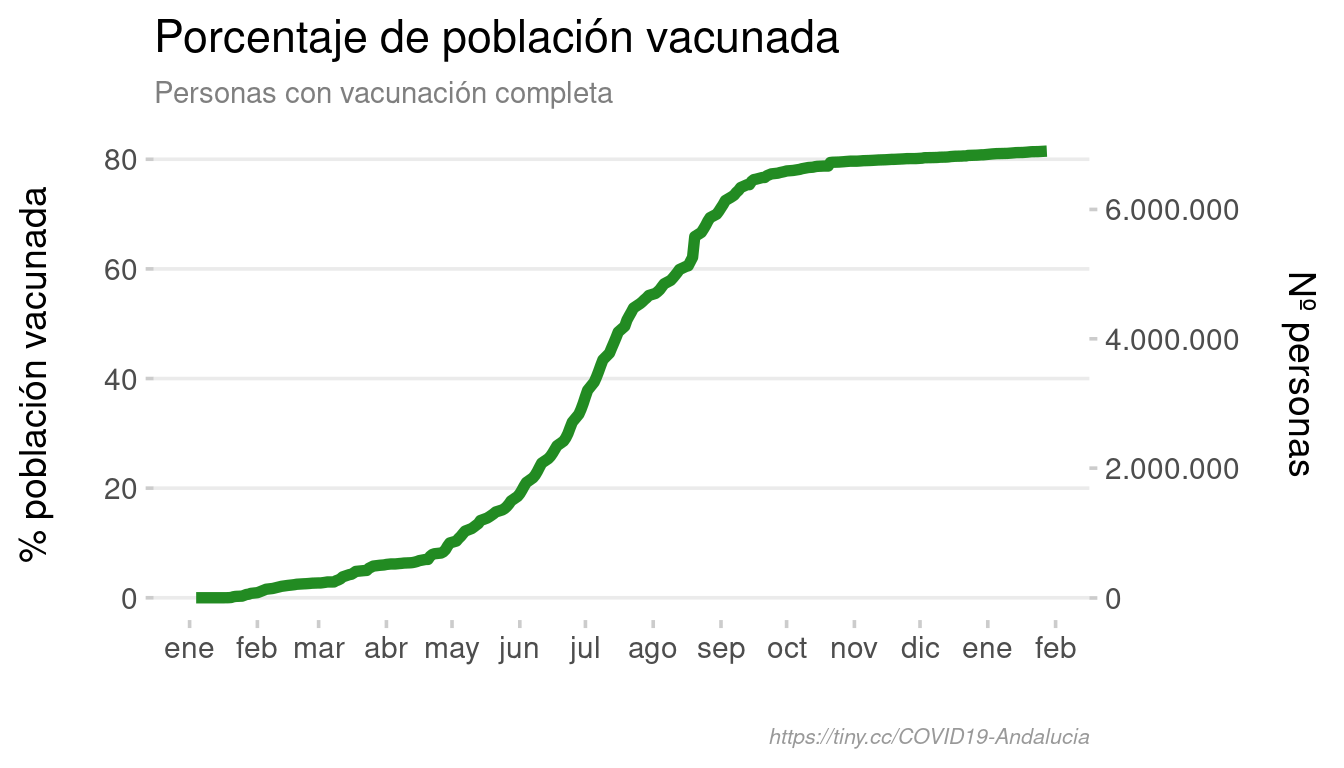 Porcentaje de población vacunada
Personas con vacunación completa
% población vacunada
80
60
40
20
0
6.000.000
4.000.000
2.000.000
0
Nº personas
ene feb mar abr may jun jul ago sep oct nov dic ene feb
https://tiny.cc/COVID19-Andalucia